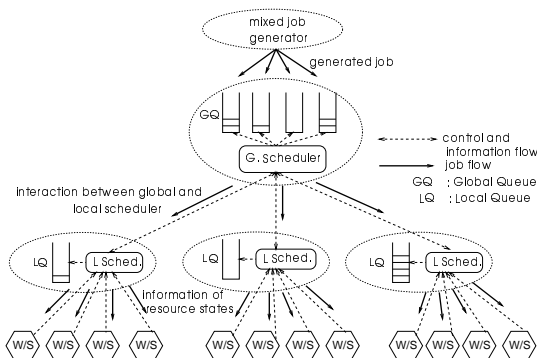 mixed job
generator
generated job
GQ
G. Scheduler
control and
information flow
job flow
GQ ; Global Queue
LQ ; Local Queue
interaction between global and
local scheduler
LQ
L Sched.
LQ
L Sched.
LQ
L Sched.
Information of
resource states
W/S W/S W/S W/S W/S W/S W/S W/S W/S W/S W/S W/S